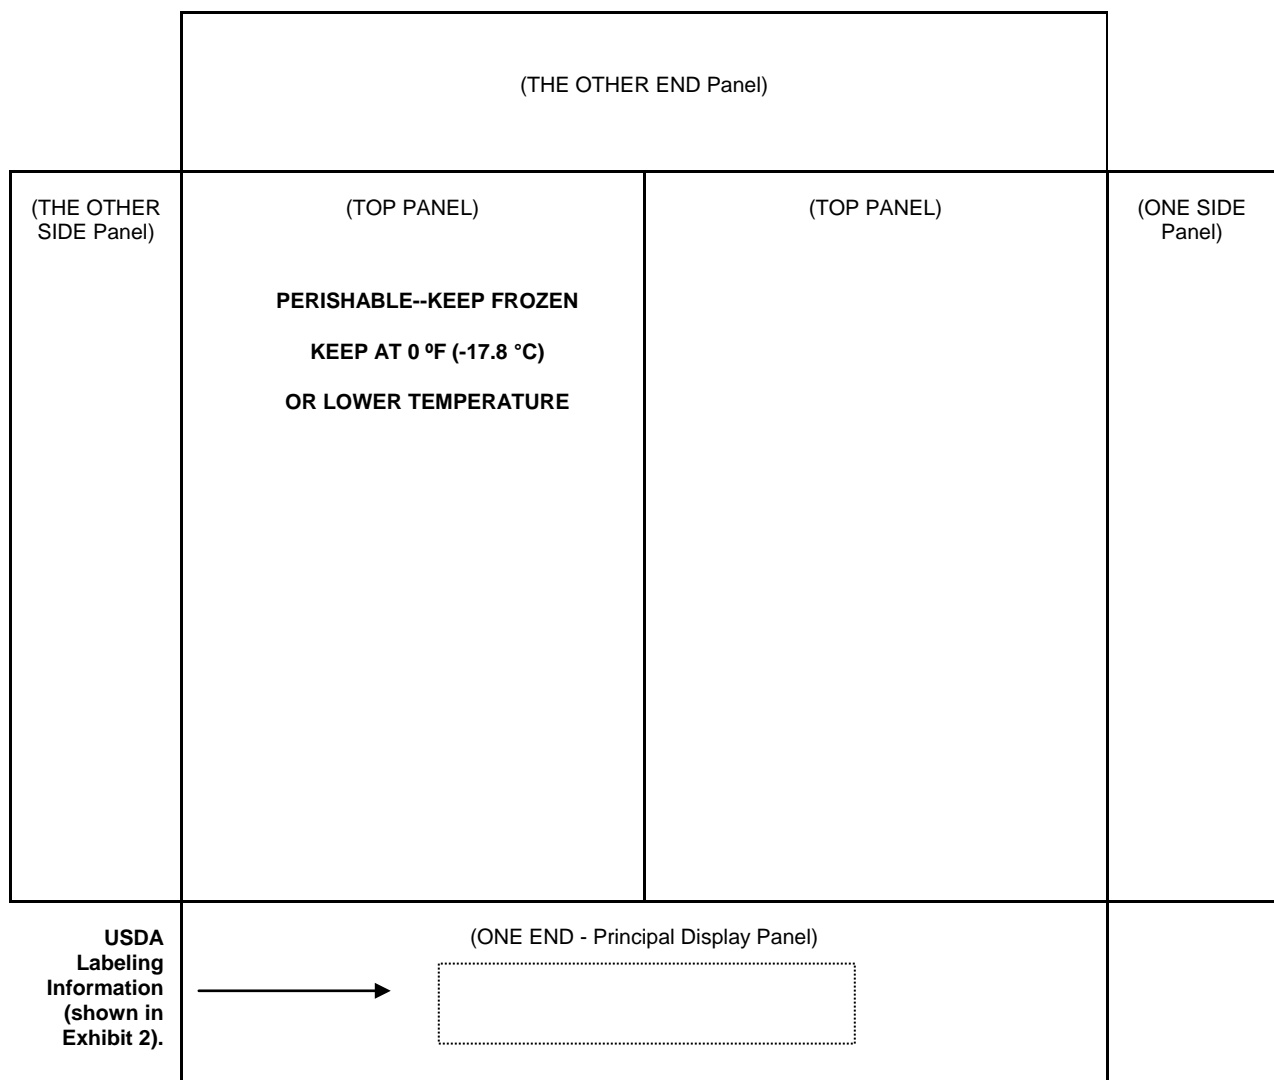 (THE OTHER END Panel)
(THE OTHER
SIDE Panel)
(TOP PANEL)
PERISHABLE--KEEP FROZEN
KEEP AT 0 ºF (-17.8 °C)
OR LOWER TEMPERATURE
(TOP PANEL)
(ONE SIDE
Panel)
USDA
Labeling
Information
(shown in
Exhibit 2).
(ONE END - Principal Display Panel)